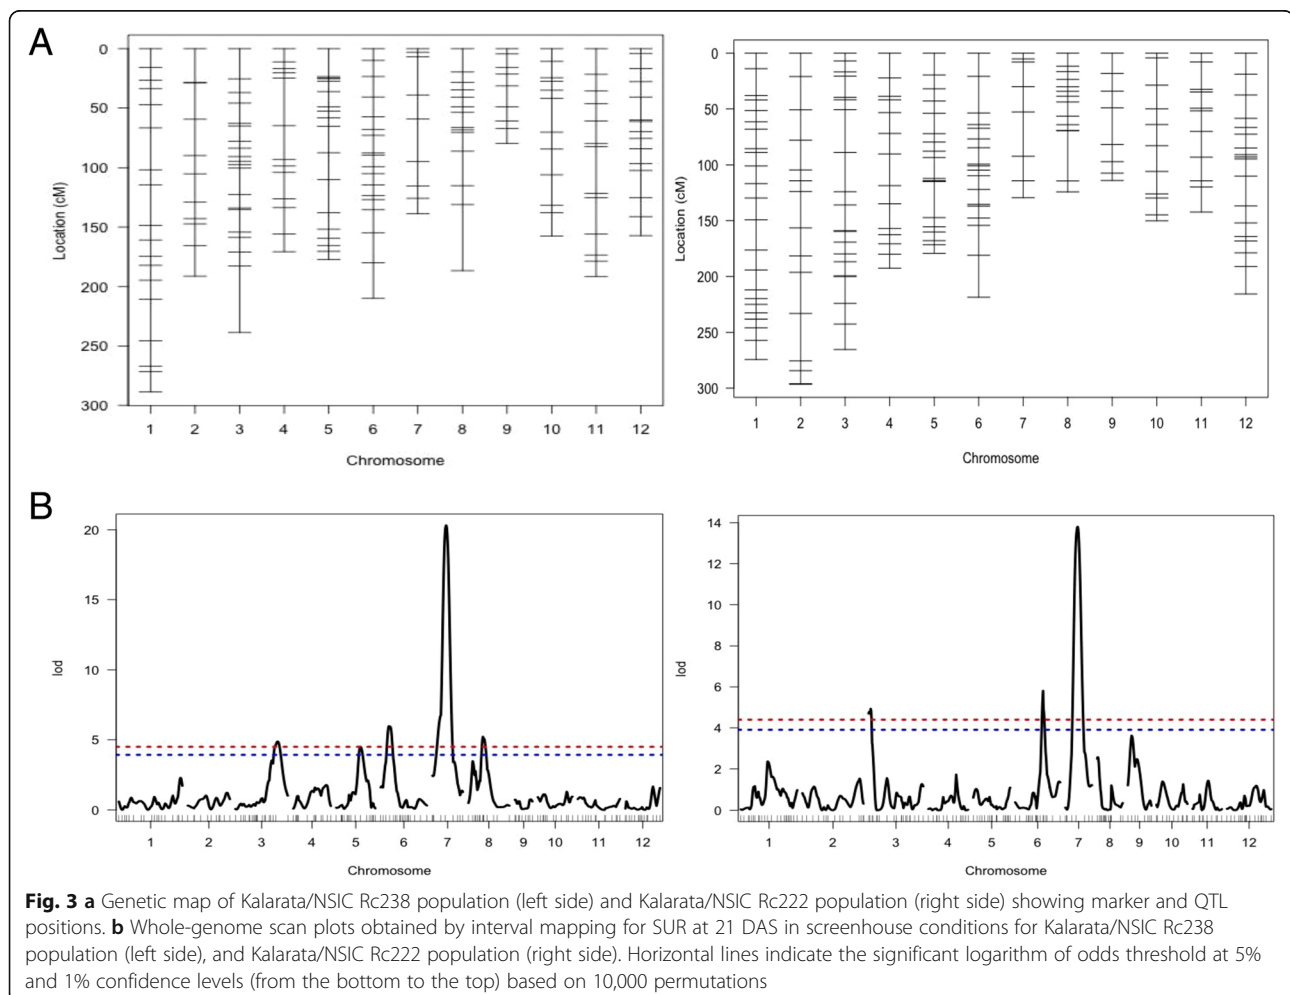 A
0
50
100
150
200
250
300
Location (cM)
1 2 3 4 5 6 7 8 9 10 11 12
Chromosome
0
50
100
150
200
250
300
Location (cM)
1 2 3 4 5 6 7 8 9 10 11 12
Chromosome
B
20
15
10
5
0
lod
1 2 3 4 5 6 7 8 9 10 11 12
Chromosome
14
12
10
8
6
4
2
0
lod
1 2 3 4 5 6 7 8 9 10 11 12
Chromosome
Fig. 3 a Genetic map of Kalarata/NSIC Rc238 population (left side) and Kalarata/NSIC Rc222 population (right side) showing marker and QTL
positions. b Whole-genome scan plots obtained by interval mapping for SUR at 21 DAS in screenhouse conditions for Kalarata/NSIC Rc238
population (left side), and Kalarata/NSIC Rc222 population (right side). Horizontal lines indicate the significant logarithm of odds threshold at 5%
and 1% confidence levels (from the bottom to the top) based on 10,000 permutations